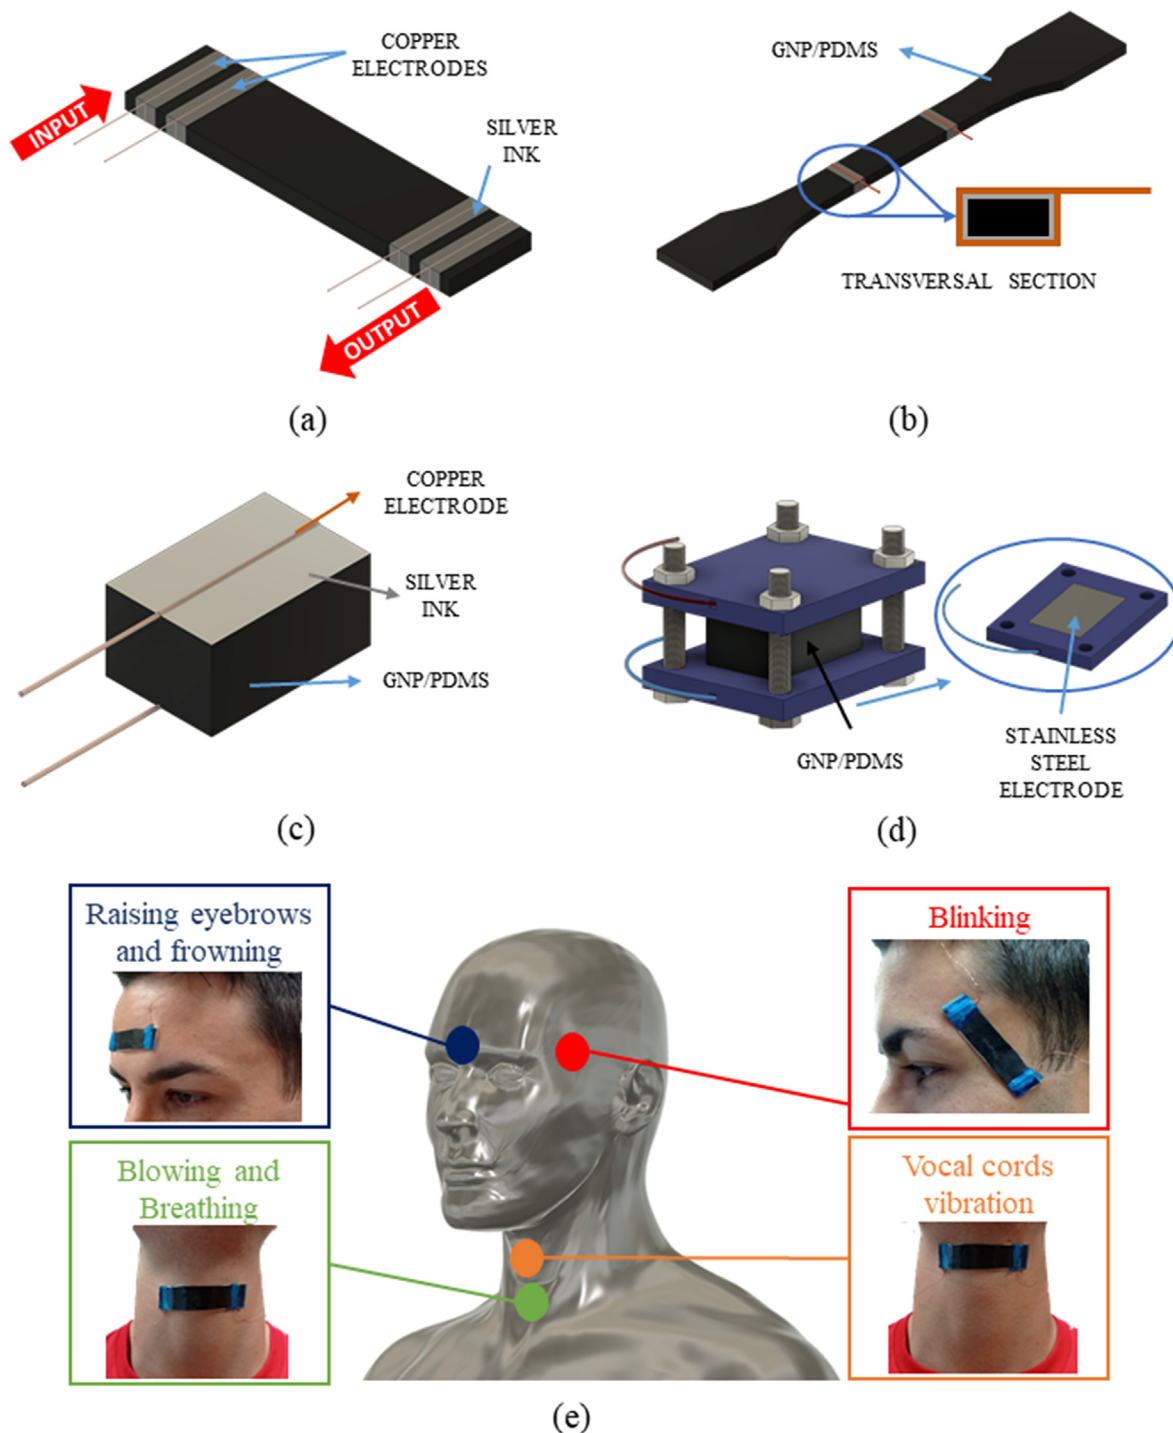 COPPER
ELECTRODES
INPUT
SILVER
INK
OUTPUT
(a)
GNP/PDMS
TRANSVERSAL SECTION
(b)
COPPER
ELECTRODE
SILVER
INK
GNP/PDMS
(c)
GNP/PDMS
STAINLESS
STEEL
ELECTRODE
(d)
Raising eyebrows
and frowning
Blinking
Blowing and
Breathing
Vocal cords
vibration
(e)